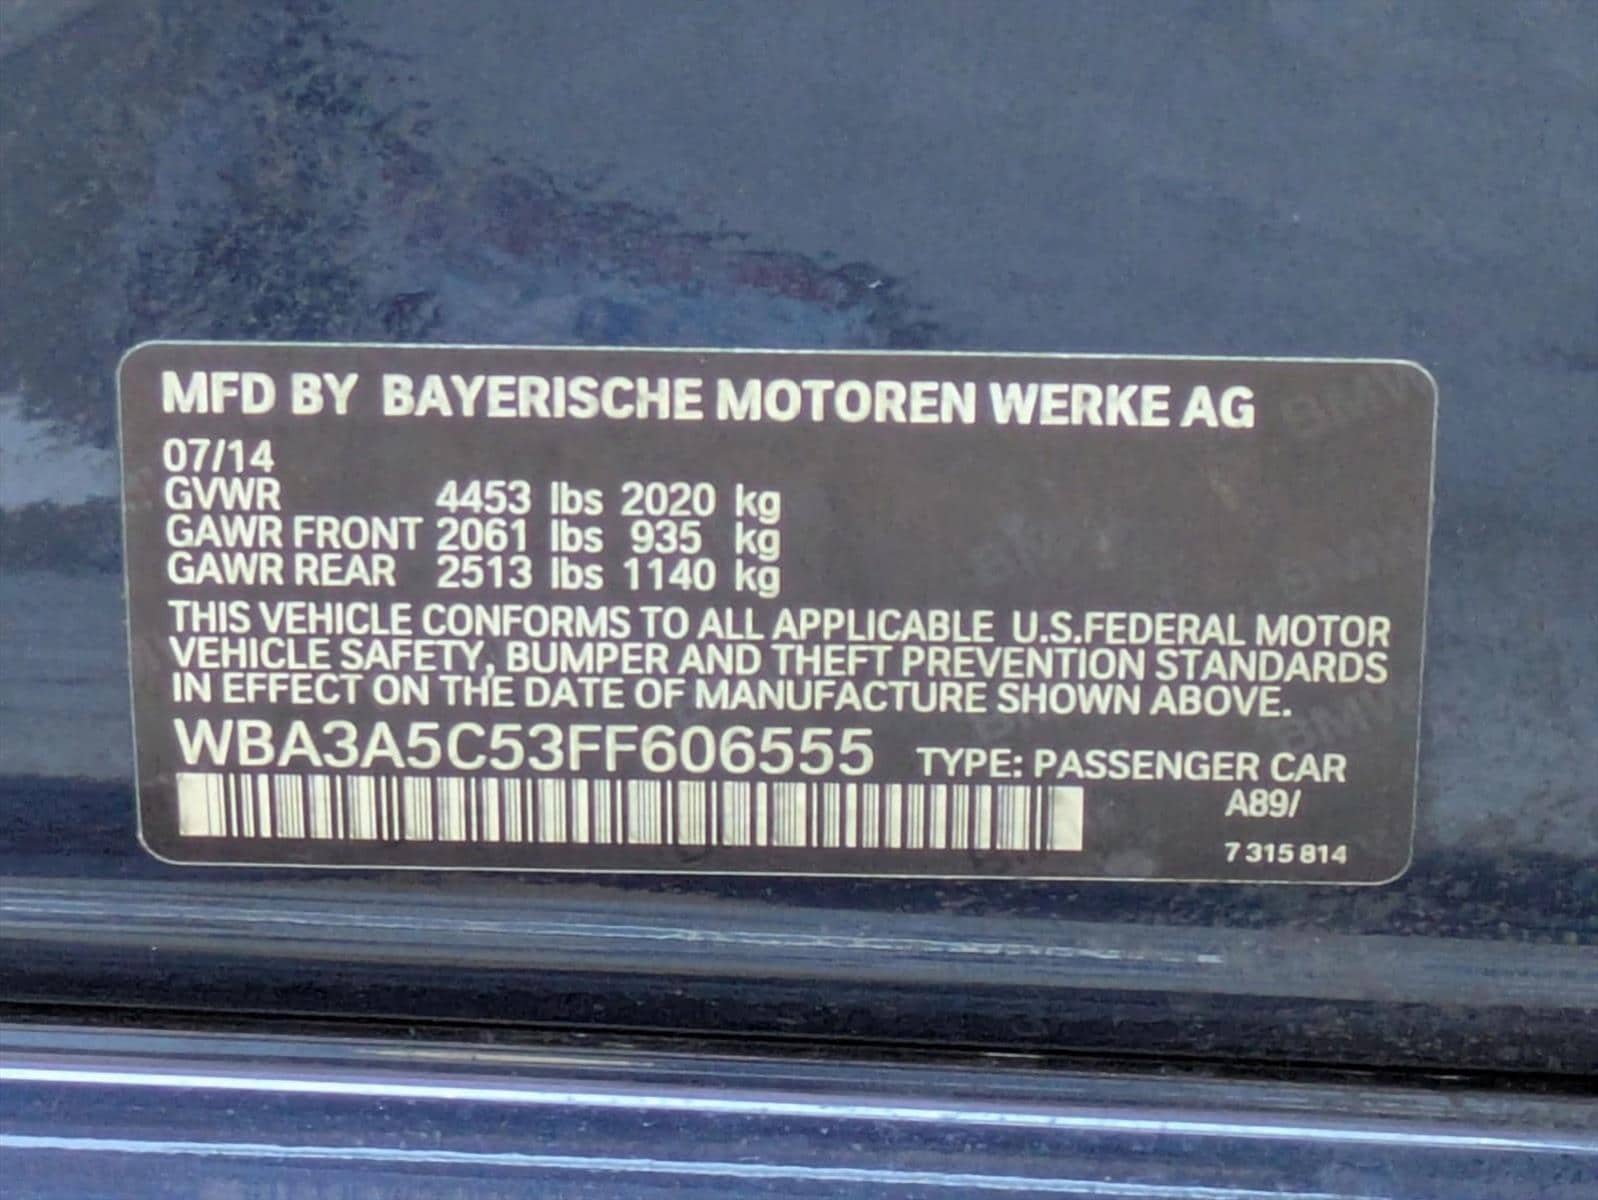 MFD BY BAYERISCHE MOTOREN WERKE AG
07/14
GVWR 4453 lbs 2020 kg
GAWR FRONT 2061 lbs 935 kg
GAWR REAR 2513 lbs 1140 kg
THIS VEHICLE CONFORMS TO ALL APPLICABLE U.S.FEDERAL MOTOR
VEHICLE SAFETY, BUMPER AND THEFT PREVENTION STANDARDS
IN EFFECT ON THE DATE OF MANUFACTURE SHOWN ABOVE.
WBA3A5C53FF606555 TYPE: PASSENGER CAR
A89/
7 315 814